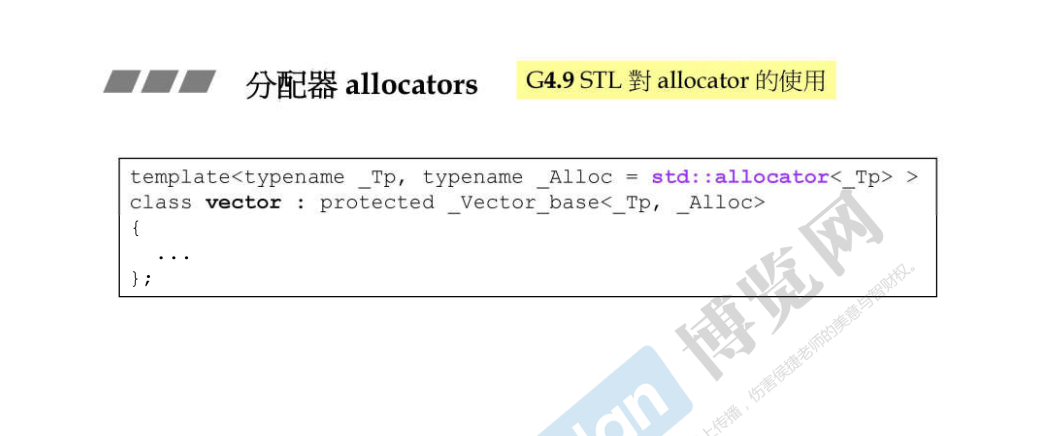 分配器 allocators
G4.9 STL 對 allocator 的使用
template<typename _Tp, typename _Alloc = std::allocator<_Tp> >
class vector : protected _Vector_base<_Tp, _Alloc>
{
...
};
博览网
上传播，伤害侯捷老师的美意与智财权。